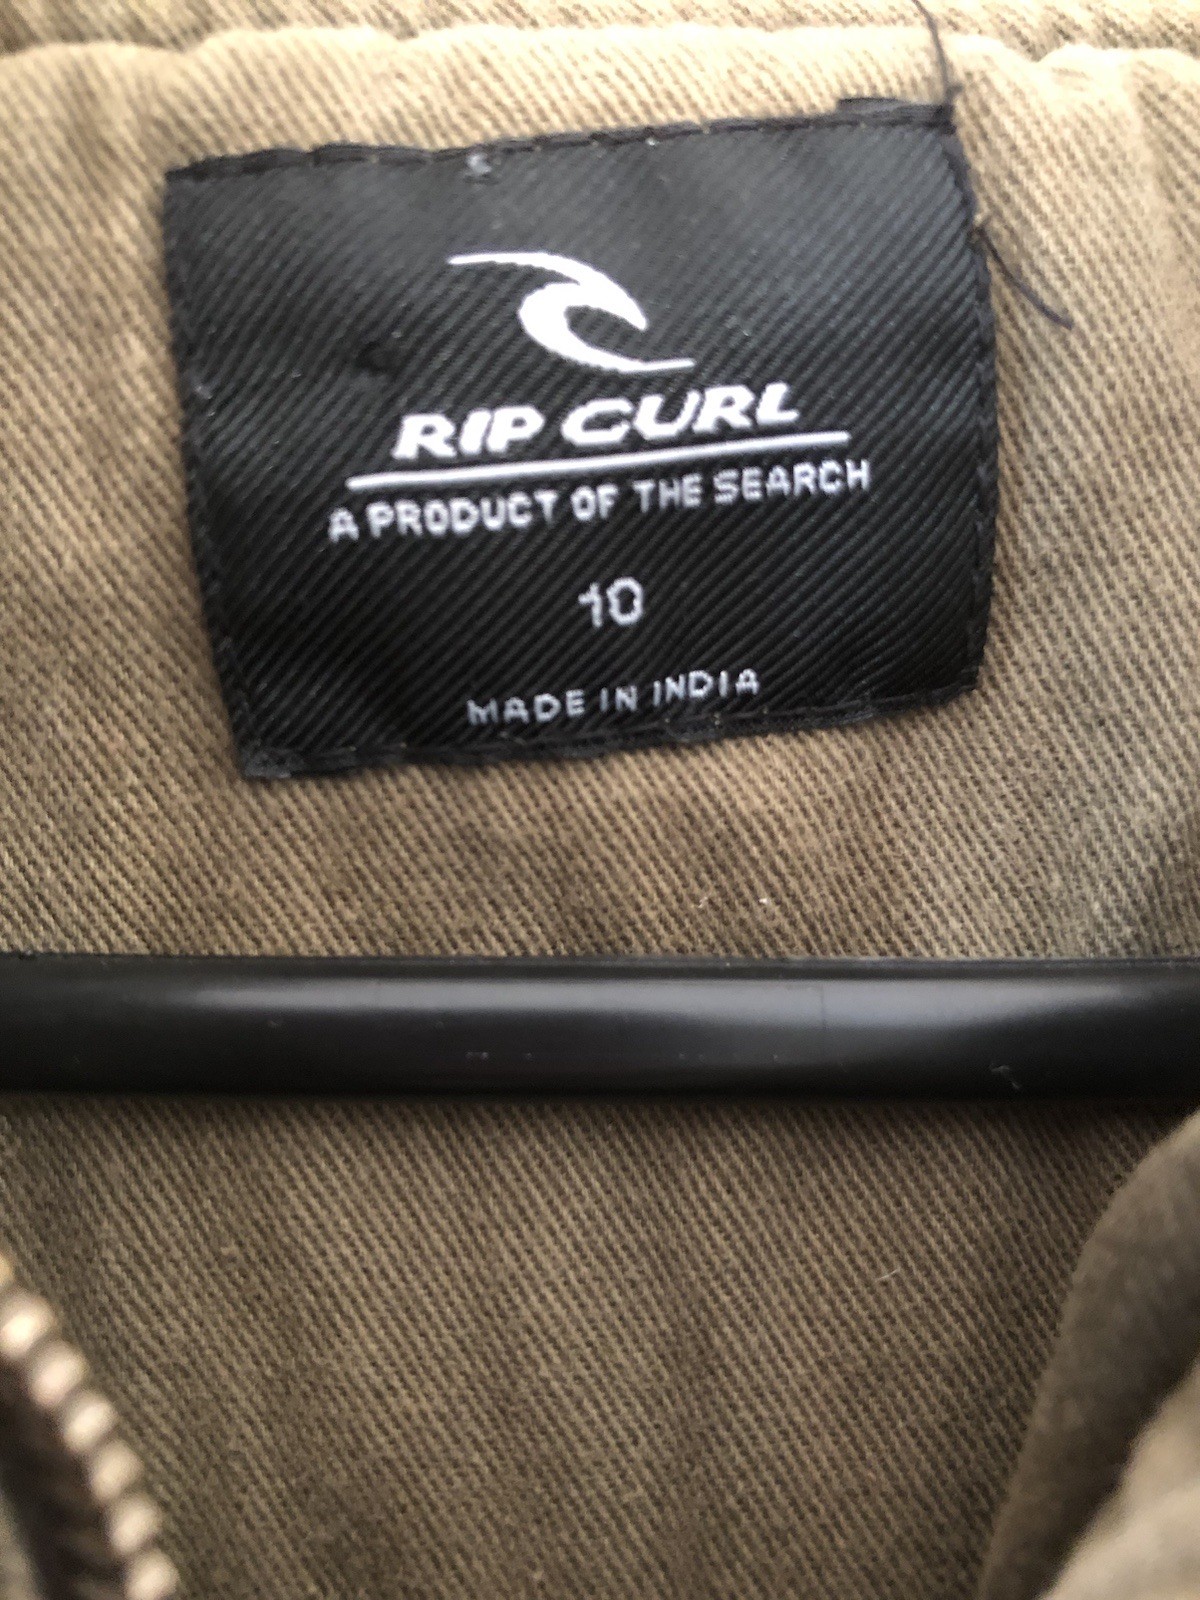 RIP CURL
A PRODUCT OF THE SEARCH
10
MADE IN INDIA